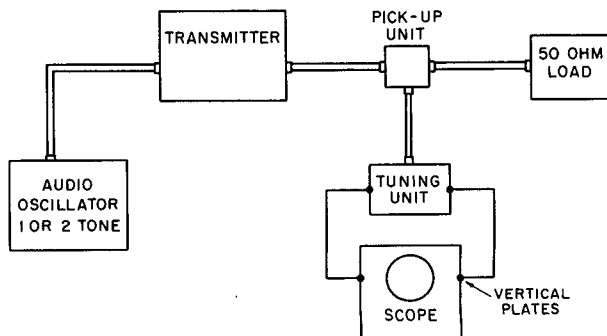 PICK-UP
UNIT
TRANSMITTER
50 OHM
LOAD
AUDIO
OSCILLATOR
1 OR 2 TONE
TUNING
UNIT
SCOPE
VERTICAL
PLATES